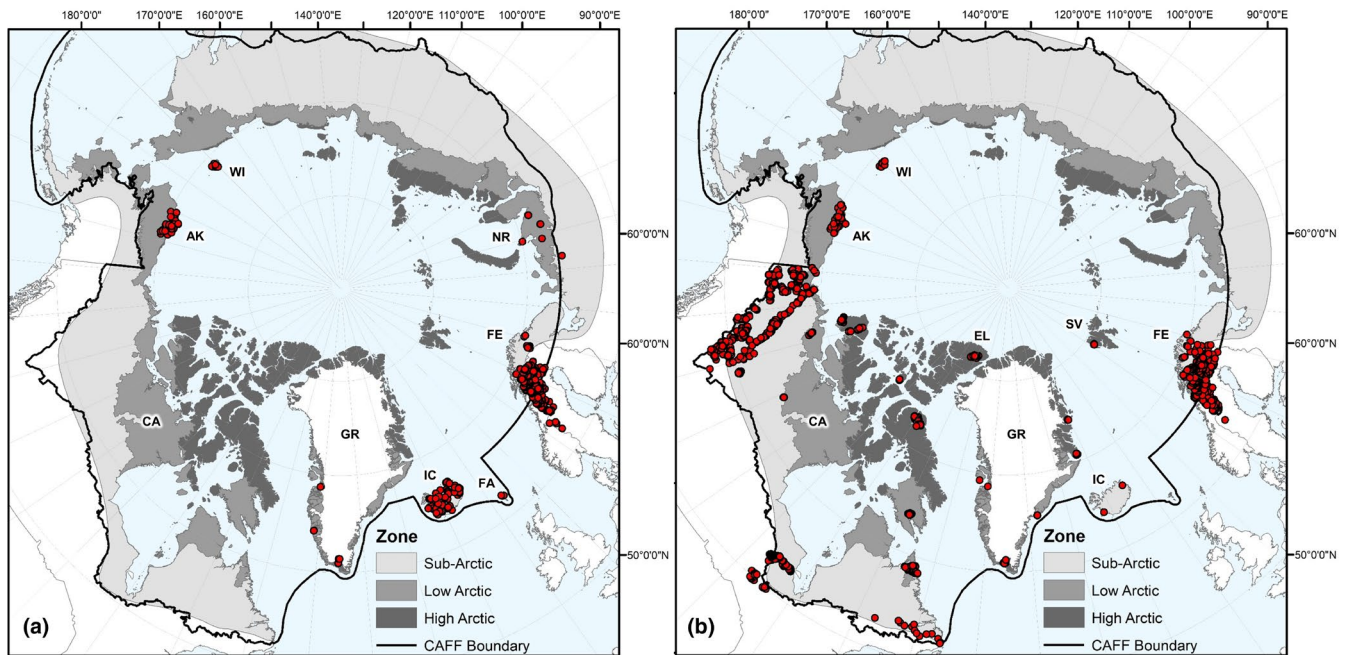 180°0'0" 170°0'0"W 160°0'0"W 140°0'0"W 120°0'0"E 110°0'0"E 100°0'0"E 90°0'0"E
WI
AK
NR
60°0'0"N
FE
60°0'0"N
CA
GR
IC
FA
Zone
Sub-Arctic
Low Arctic
High Arctic
CAFF Boundary
50°0'0"N
(a)
180°0'0" 170°0'0"W 160°0'0"W 140°0'0"W 120°0'0"E 110°0'0"E 100°0'0"E 90°0'0"E
WI
AK
60°0'0"N
EL
SV
FE
60°0'0"N
CA
GR
IC
Zone
Sub-Arctic
Low Arctic
High Arctic
CAFF Boundary
50°0'0"N
(b)